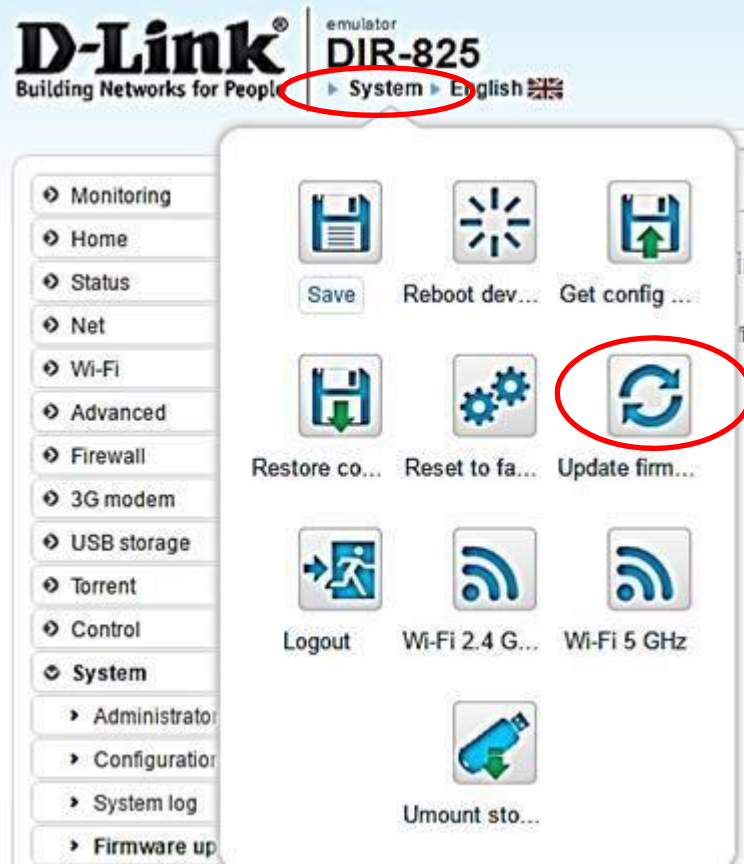 D-Link®
Building Networks for People
emulator
DIR-825
System English
Monitoring
Home
Status
Net
Wi-Fi
Advanced
Firewall
3G modem
USB storage
Torrent
Control
System
Administrator
Configuration
System log
Firmware up
Save
Reboot dev...
Get config ...
Restore co...
Reset to fa...
Update firm...
Logout
Wi-Fi 2.4 G...
Wi-Fi 5 GHz
Umount sto...